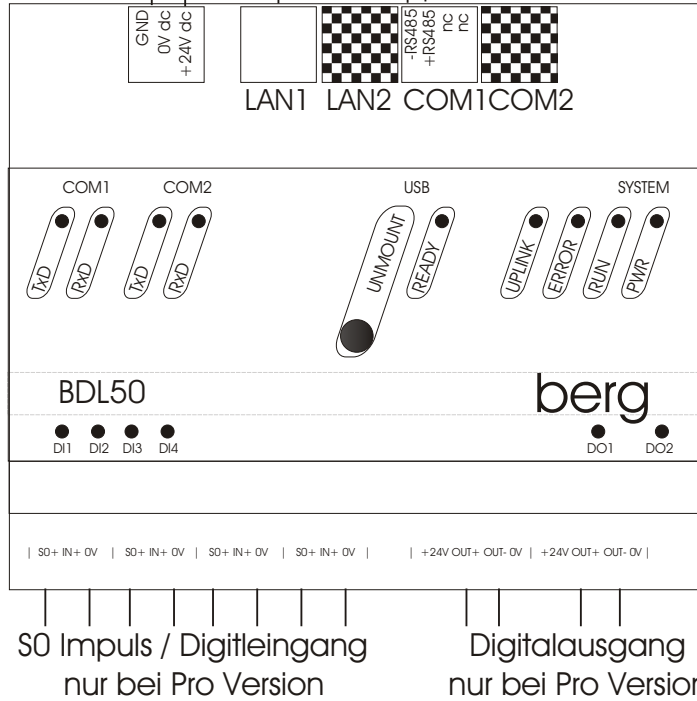 GND
0V dc
+24V dc
-RS485
+RS485
nc
nc
LAN1 LAN2 COM1 COM2
COM1 COM2 USB SYSTEM
TxD RxD TxD RxD UNMOUNT READY UPLINK ERROR RUN PWR
BDL50 berg
DI1 DI2 DI3 DI4 DO1 DO2
| S0+ IN+ 0V | S0+ IN+ 0V | S0+ IN+ 0V | S0+ IN+ 0V | | +24V OUT+ OUT- 0V | +24V OUT+ OUT- 0V |
S0 Impuls / Digitleingang
nur bei Pro Version
Digitalausgang
nur bei Pro Version